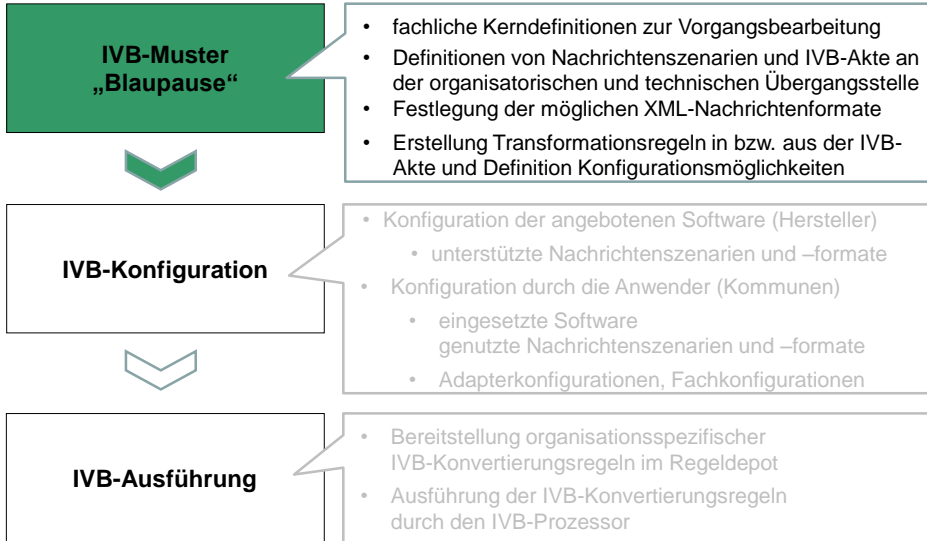 IVB-Muster
„Blaupause“
• fachliche Kerndefinitionen zur Vorgangsbearbeitung
• Definitionen von Nachrichtenszenarien und IVB-Akte an
der organisatorischen und technischen Übergangsstelle
• Festlegung der möglichen XML-Nachrichtenformate
• Erstellung Transformationsregeln in bzw. aus der IVB-
Akte und Definition Konfigurationsmöglichkeiten
IVB-Konfiguration
• Konfiguration der angebotenen Software (Hersteller)
• unterstützte Nachrichtenszenarien und –formate
• Konfiguration durch die Anwender (Kommunen)
• eingesetzte Software
genutzte Nachrichtenszenarien und –formate
• Adapterkonfigurationen, Fachkonfigurationen
IVB-Ausführung
• Bereitstellung organisationsspezifischer
IVB-Konvertierungsregeln im Regeldepot
• Ausführung der IVB-Konvertierungsregeln
durch den IVB-Prozessor